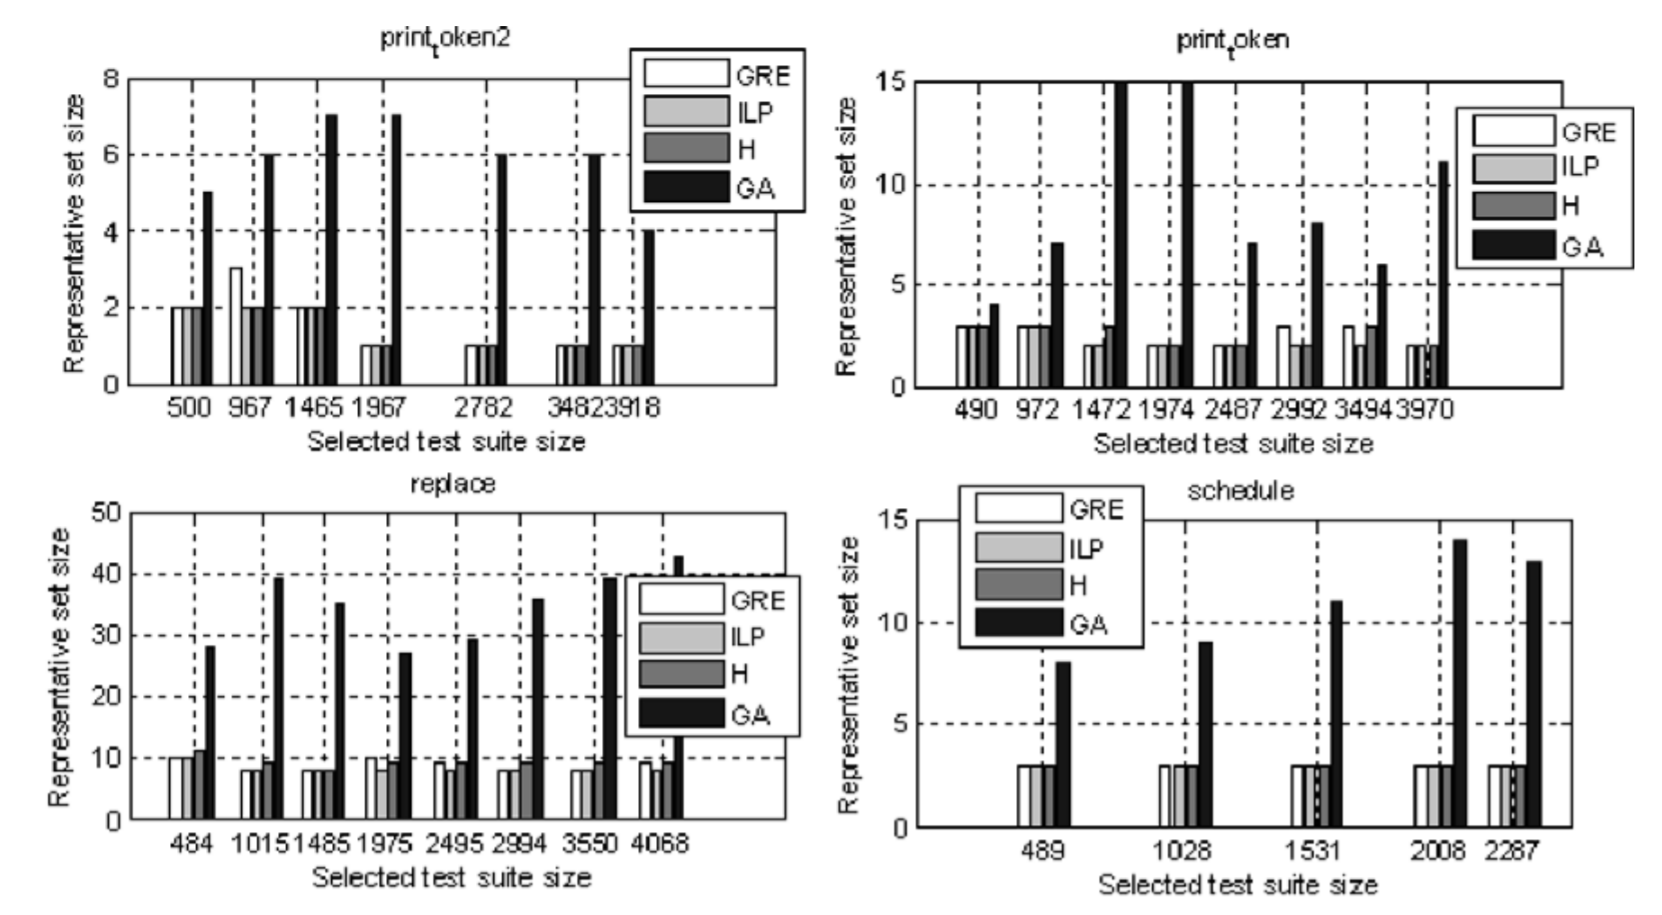 print_token2
GRE
ILP
H
GA
8
6
4
2
0
Representative set size
500 967 1465 1967 2782 3482 3918
Selected test suite size
print_token
GRE
ILP
H
GA
15
10
5
0
Representative set size
490 972 1472 1974 2487 2992 3494 3970
Selected test suite size
replace
GRE
ILP
H
GA
50
40
30
20
10
0
Representative set size
484 1015 1485 1975 2495 2994 3550 4068
Selected test suite size
schedule
GRE
ILP
H
GA
15
10
5
0
Representative set size
489 1028 1531 2008 2287
Selected test suite size